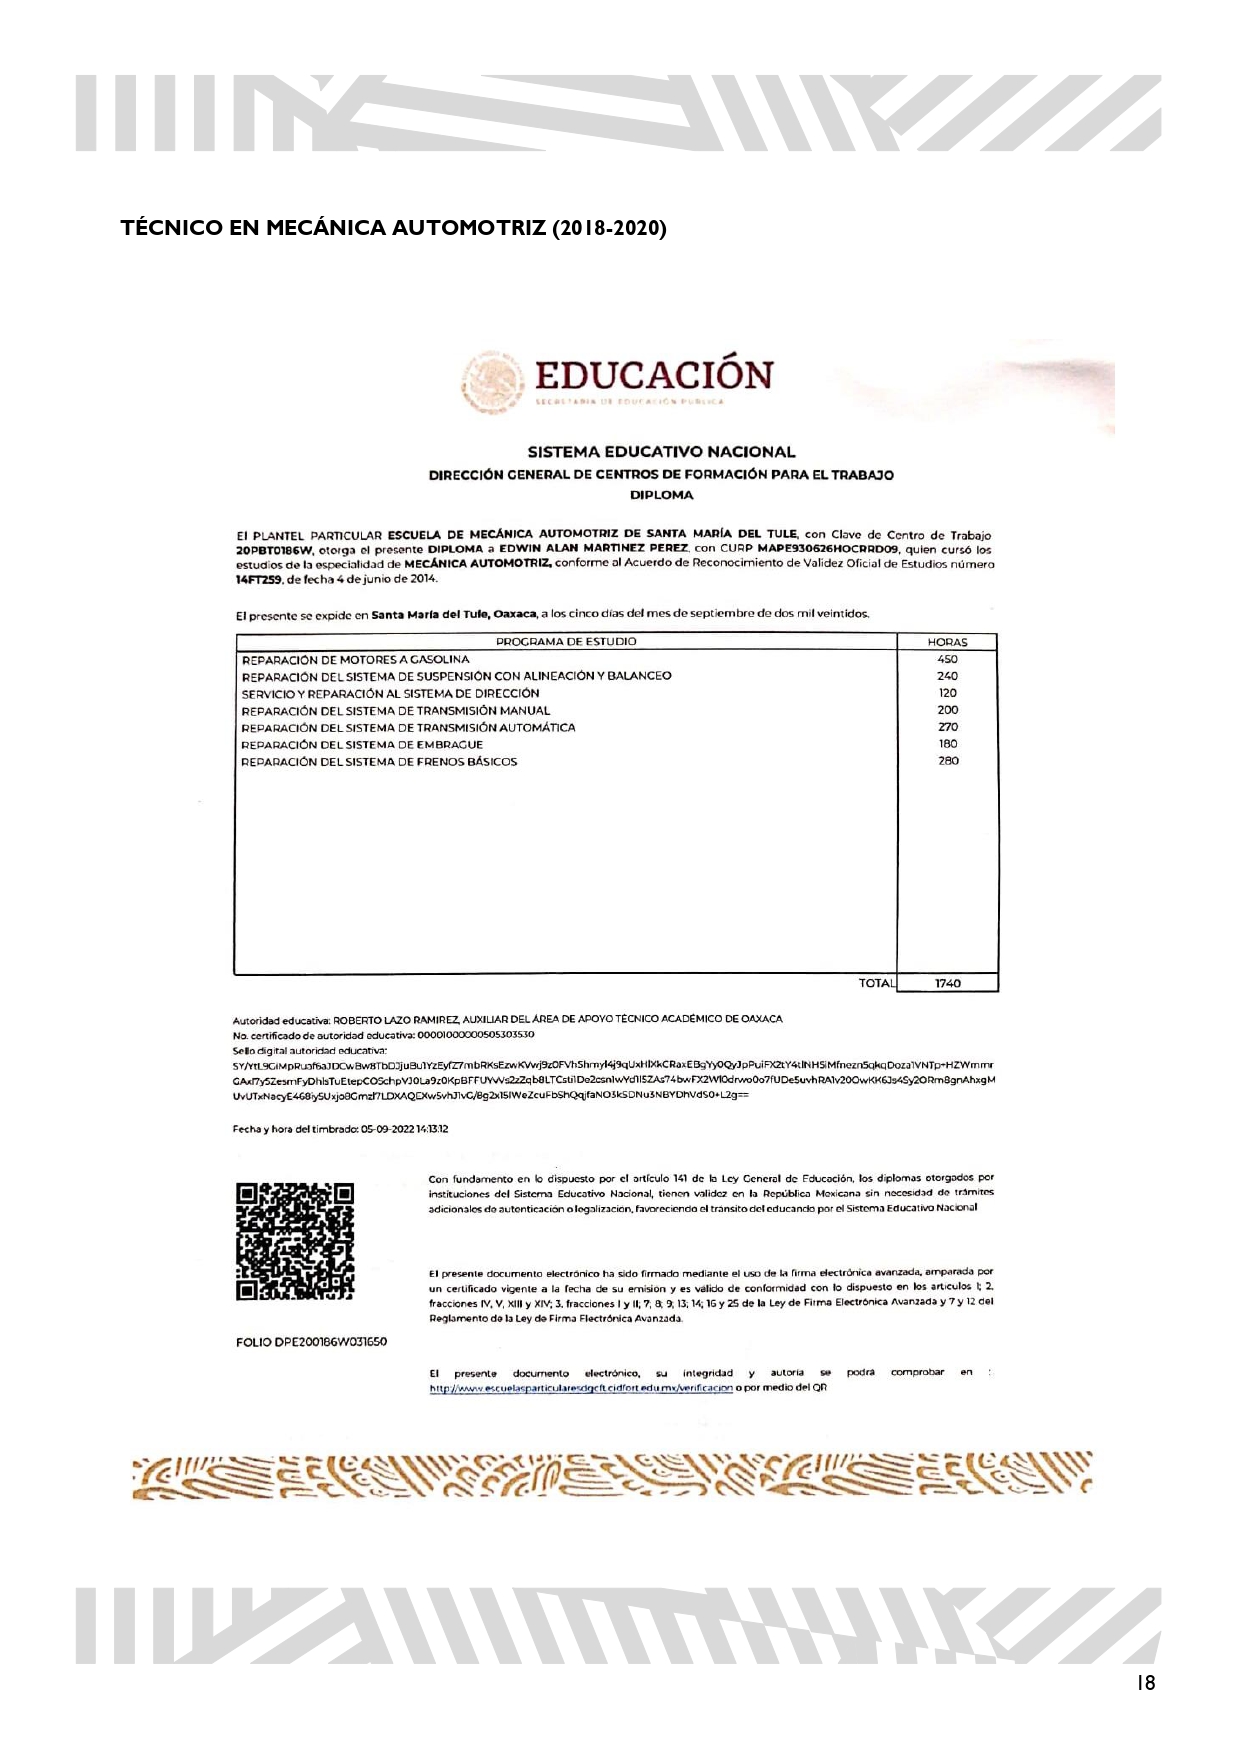 TÉCNICO EN MECÁNICA AUTOMOTRIZ (2018-2020)
EDUCACIÓN
SECRETARÍA DE EDUCACIÓN PÚBLICA
SISTEMA EDUCATIVO NACIONAL
DIRECCIÓN GENERAL DE CENTROS DE FORMACIÓN PARA EL TRABAJO
DIPLOMA
El PLANTEL PARTICULAR ESCUELA DE MECÁNICA AUTOMOTRIZ DE SANTA MARÍA DEL TULE, con Clave de Centro de Trabajo
20PBT0186W, otorga el presente DIPLOMA a EDWIN ALAN MARTINEZ PEREZ, con CURP MAPE930626HOCRRD09, quien cursó los
estudios de la especialidad de MECÁNICA AUTOMOTRIZ, conforme al Acuerdo de Reconocimiento de Validez Oficial de Estudios número
14FT259, de fecha 4 de junio de 2014.
El presente se expide en Santa María del Tule, Oaxaca, a los cinco días del mes de septiembre de dos mil veintidos.
PROGRAMA DE ESTUDIO HORAS
REPARACIÓN DE MOTORES A GASOLINA 450
REPARACIÓN DEL SISTEMA DE SUSPENSIÓN CON ALINEACIÓN Y BALANCEO 240
SERVICIO Y REPARACIÓN AL SISTEMA DE DIRECCIÓN 120
REPARACIÓN DEL SISTEMA DE TRANSMISIÓN MANUAL 200
REPARACIÓN DEL SISTEMA DE TRANSMISIÓN AUTOMÁTICA 270
REPARACIÓN DEL SISTEMA DE EMBRAGUE 180
REPARACIÓN DEL SISTEMA DE FRENOS BÁSICOS 280
TOTAL 1740
Autoridad educativa: ROBERTO LAZO RAMIREZ, AUXILIAR DEL ÁREA DE APOYO TÉCNICO ACADÉMICO DE OAXACA
No. certificado de autoridad educativa: 00001000000505303530
Sello digital autoridad educativa:
Fecha y hora del timbrado: 05-09-2022 14:13:12
Con fundamento en lo dispuesto por el artículo 141 de la Ley General de Educación, los diplomas otorgados por
instituciones del Sistema Educativo Nacional, tienen validez en la República Mexicana sin necesidad de trámites
adicionales de autenticación o legalización, favoreciendo el tránsito del educando por el Sistema Educativo Nacional
El presente documento electrónico ha sido firmado mediante el uso de la firma electrónica avanzada, amparada por
un certificado vigente a la fecha de su emisión y es válido de conformidad con lo dispuesto en los articulos 1; 2,
fracciones IV, V, XIII y XIV; 3, fracciones I y II; 7; 8; 9; 13; 14; 16 y 25 de la Ley de Firma Electrónica Avanzada y 7 y 12 del
Reglamento de la Ley de Firma Electrónica Avanzada.
FOLIO DPE200186W031650
El presente documento electrónico, su integridad y autoría se podrá comprobar en :
http://www.escuelasparticularesdgcft.cidfort.edu.mx/verificacion o por medio del QR
18